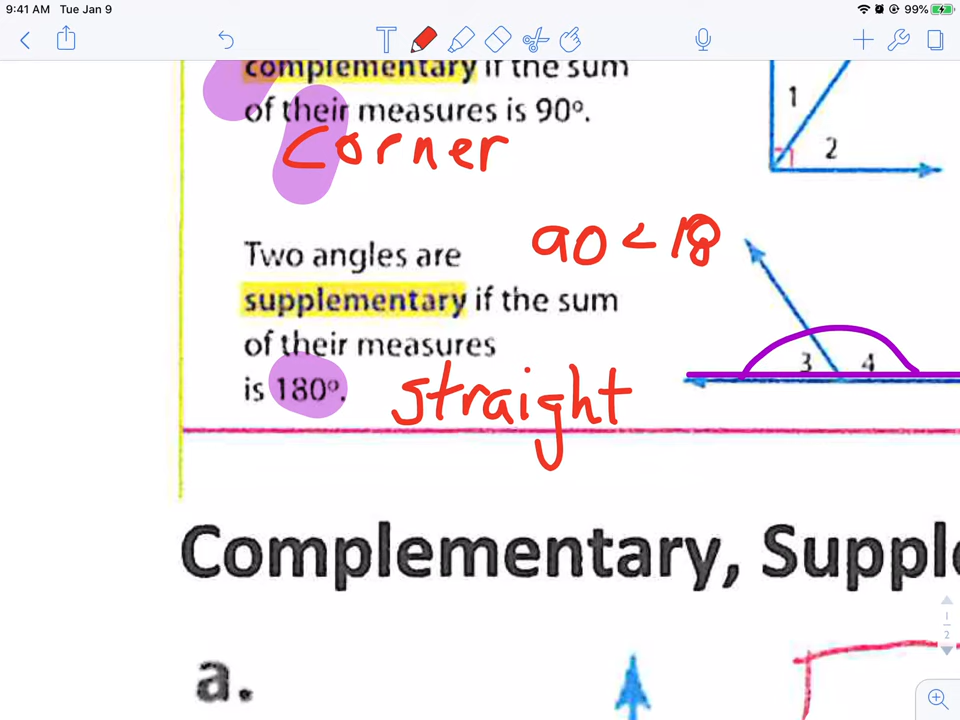 9:41 AM Tue Jan 9
99%
T
complementary if the sum
of their measures is 90°.
corner
1
2
Two angles are
90 < 18
supplementary if the sum
of their measures
is 180°.
straight
3
4
Complementary, Supple
1
2
a.